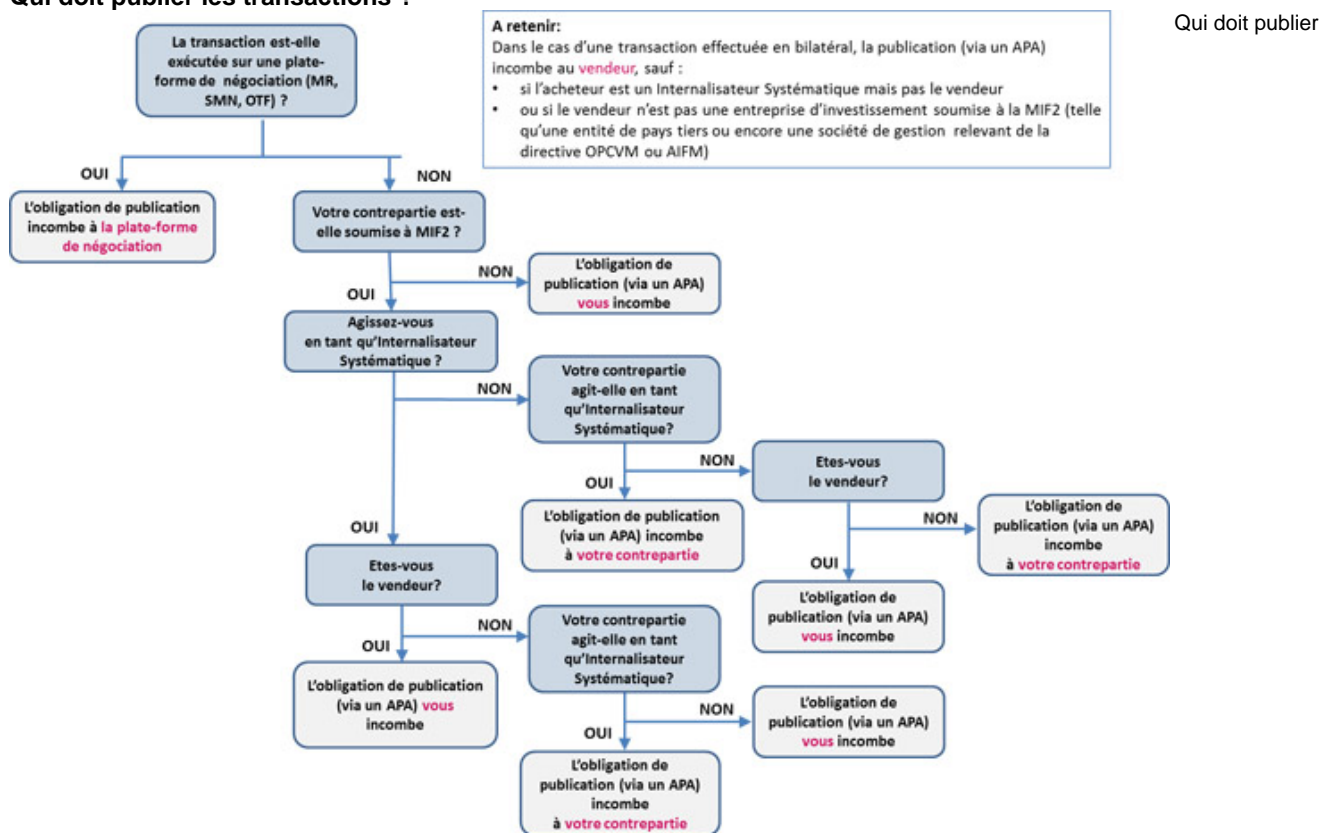 Qui doit publier les transactions ?
Qui doit publier
La transaction est-elle
exécutée sur une plate-
forme de négociation (MR,
SMN, OTF) ?
A retenir:
Dans le cas d'une transaction effectuée en bilatéral, la publication (via un APA)
incombe au vendeur, sauf :
• si l'acheteur est un Internalisateur Systématique mais pas le vendeur
• ou si le vendeur n'est pas une entreprise d'investissement soumise à la MIF2 (telle
qu'une entité de pays tiers ou encore une société de gestion relevant de la
directive OPCVM ou AIFM)
OUI
NON
L'obligation de publication
incombe à la plate-forme
de négociation
Votre contrepartie est-
elle soumise à MIF2 ?
NON
L'obligation de
publication (via un APA)
vous incombe
OUI
Agissez-vous
en tant qu'Internalisateur
Systématique ?
NON
Votre contrepartie
agit-elle en tant
qu'Internalisateur
Systématique?
NON
Etes-vous
le vendeur?
OUI
L'obligation de publication
(via un APA) incombe
à votre contrepartie
NON
L'obligation de
publication (via un APA)
incombe
à votre contrepartie
OUI
L'obligation de
publication (via un APA)
vous incombe
OUI
Etes-vous
le vendeur?
NON
Votre contrepartie
agit-elle en tant
qu'Internalisateur
Systématique?
OUI
L'obligation de publication
(via un APA) vous
incombe
NON
L'obligation de
publication (via un APA)
vous incombe
OUI
L'obligation de
publication (via un APA)
incombe
à votre contrepartie